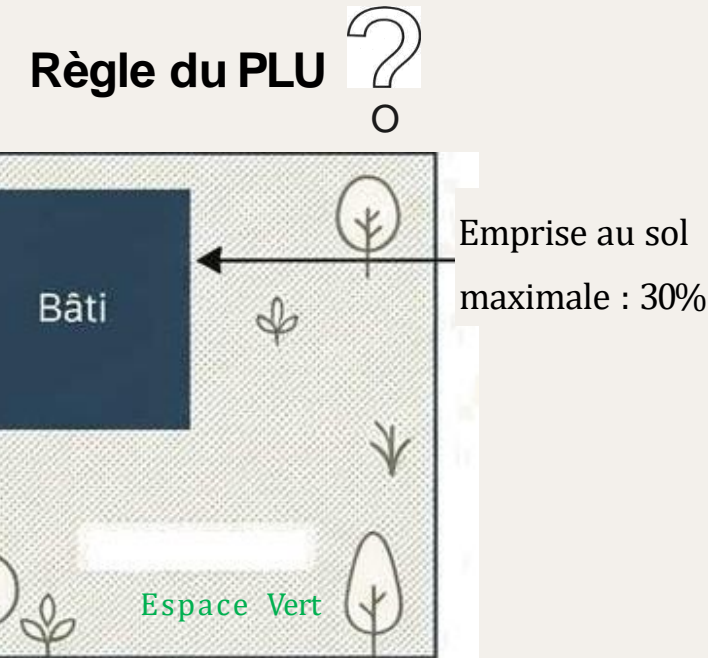 Règle du PLU ?
Emprise au sol
maximale : 30%
Bâti
Espace Vert